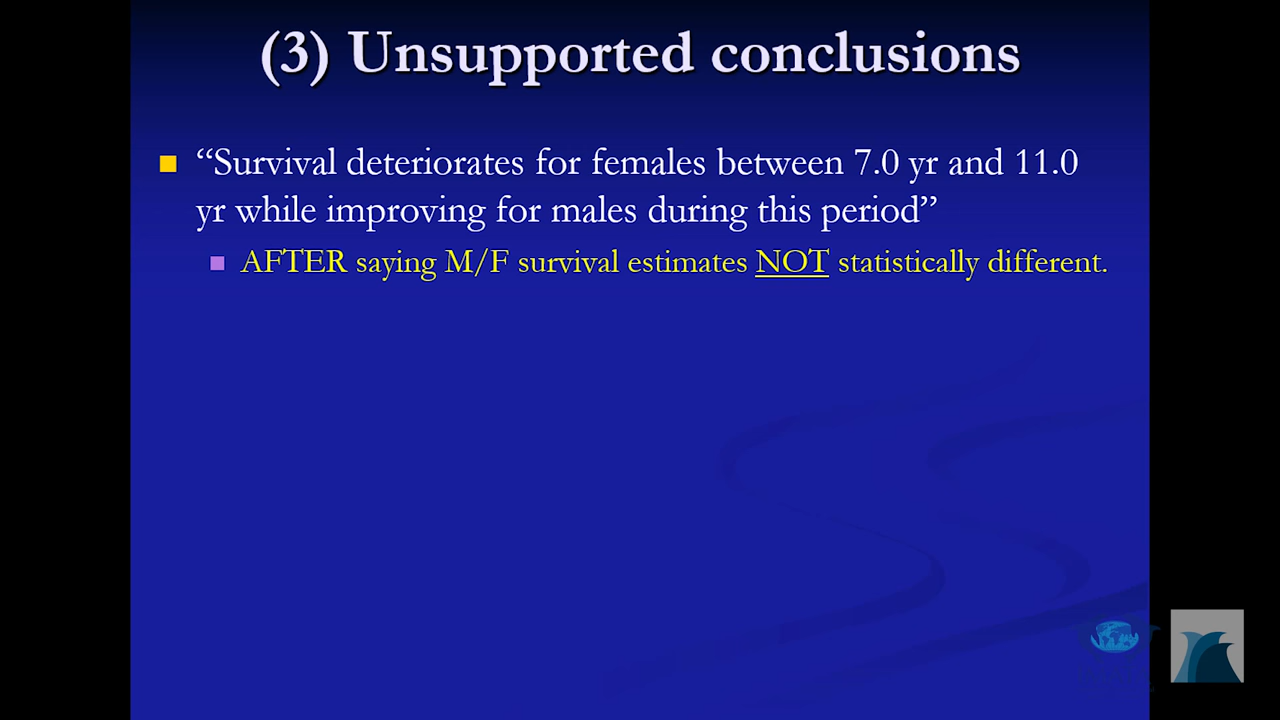 (3) Unsupported conclusions
“Survival deteriorates for females between 7.0 yr and 11.0
yr while improving for males during this period”
AFTER saying M/F survival estimates NOT statistically different.